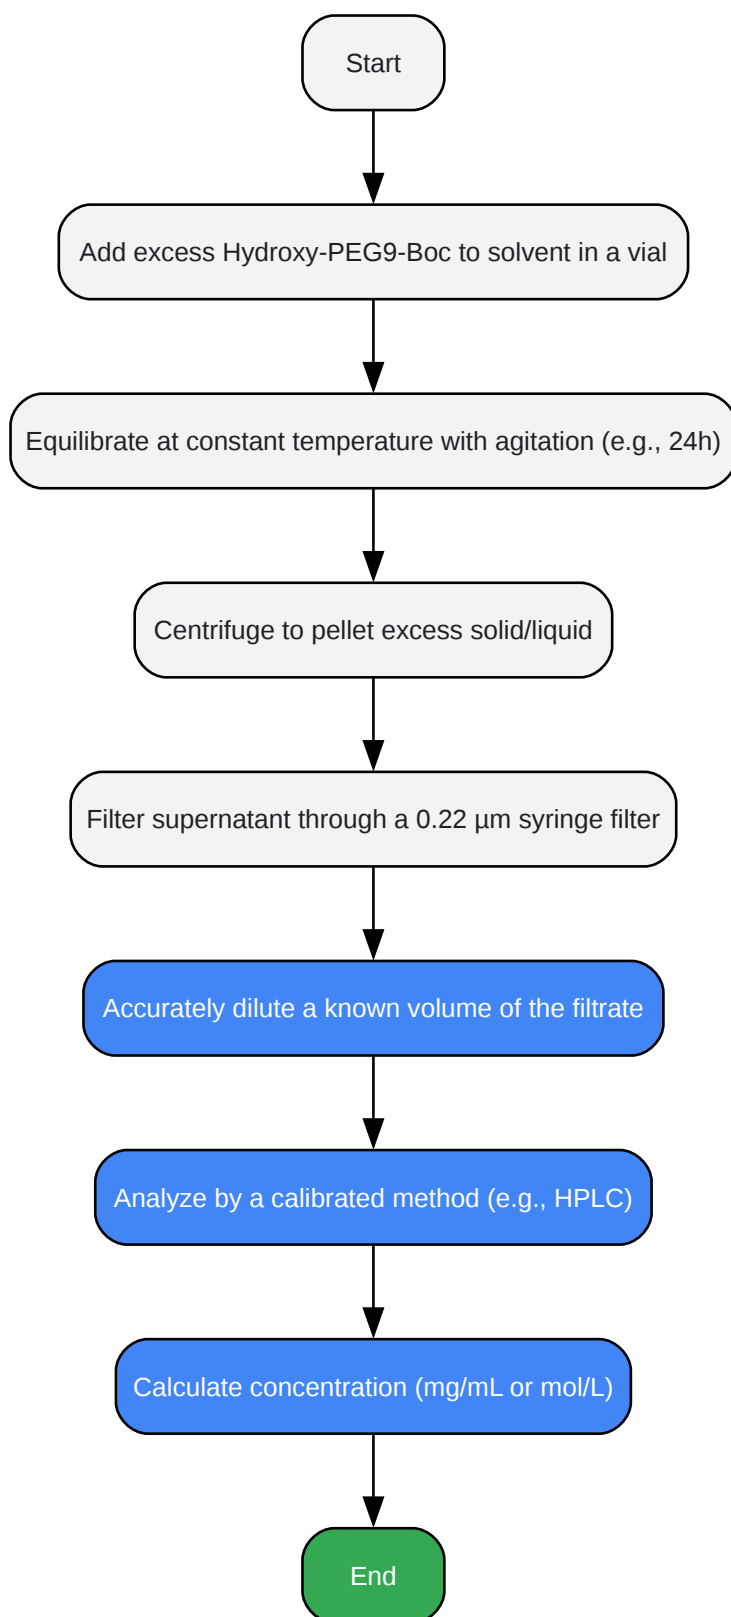 Start
Add excess Hydroxy-PEG9-Boc to solvent in a vial
Equilibrate at constant temperature with agitation (e.g., 24h)
Centrifuge to pellet excess solid/liquid
Filter supernatant through a 0.22 µm syringe filter
Accurately dilute a known volume of the filtrate
Analyze by a calibrated method (e.g., HPLC)
Calculate concentration (mg/mL or mol/L)
End